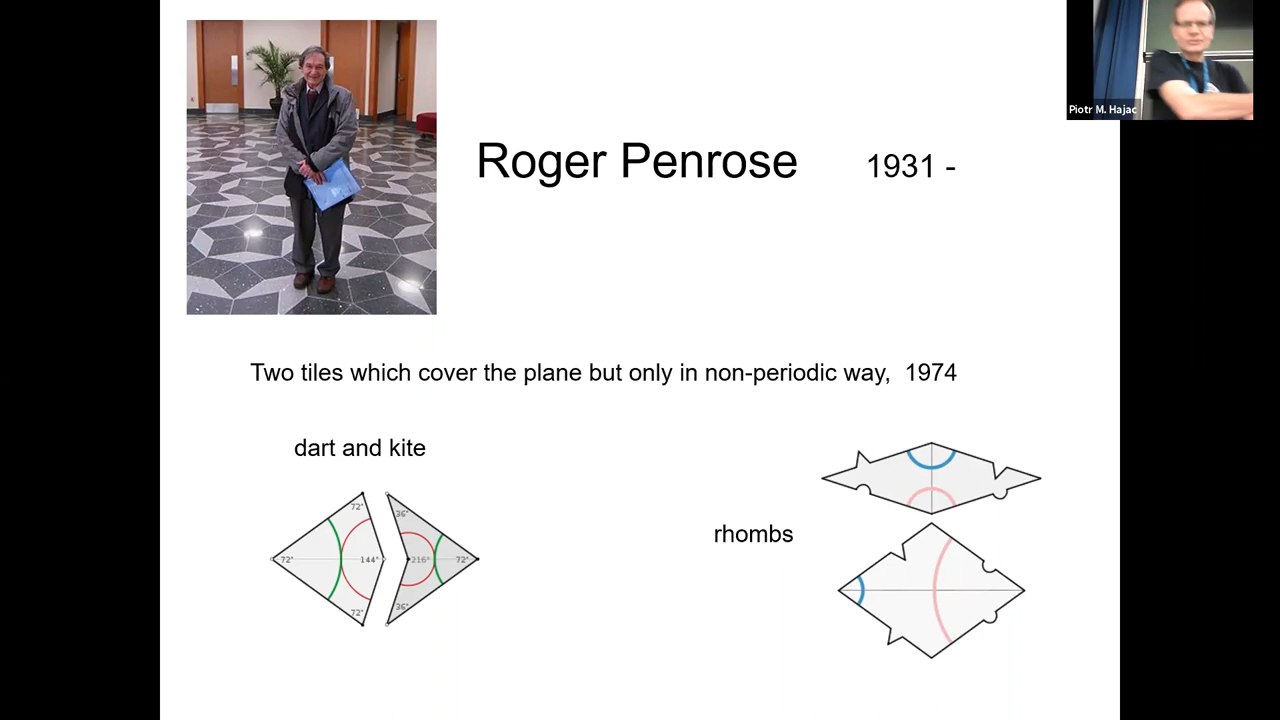 Piotr M. Hajac
Roger Penrose 1931 -
Two tiles which cover the plane but only in non-periodic way, 1974
dart and kite
rhombs
72°
36°
72°
144°
216°
72°
72°
36°